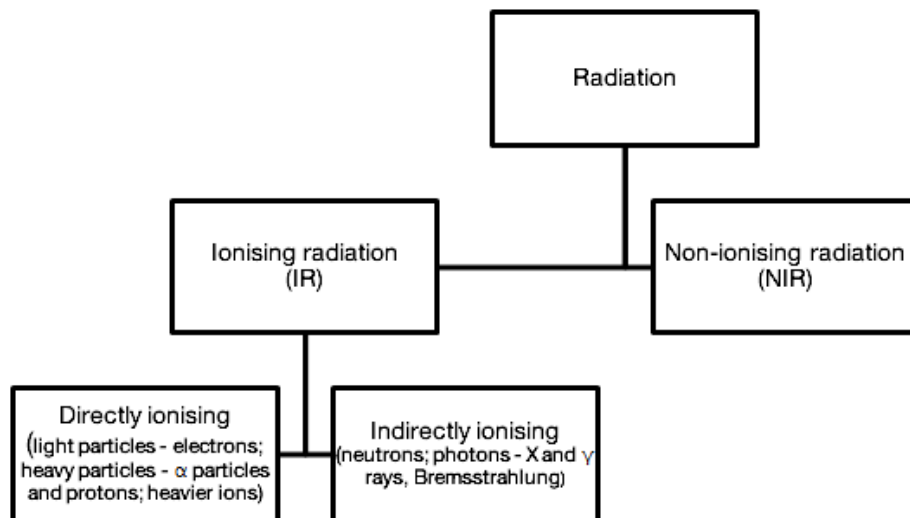 Radiation
Ionising radiation
(IR)
Non-ionising radiation
(NIR)
Directly ionising
(light particles - electrons;
heavy particles - α particles
and protons; heavier ions)
Indirectly ionising
(neutrons; photons - X and γ
rays, Bremsstrahlung)